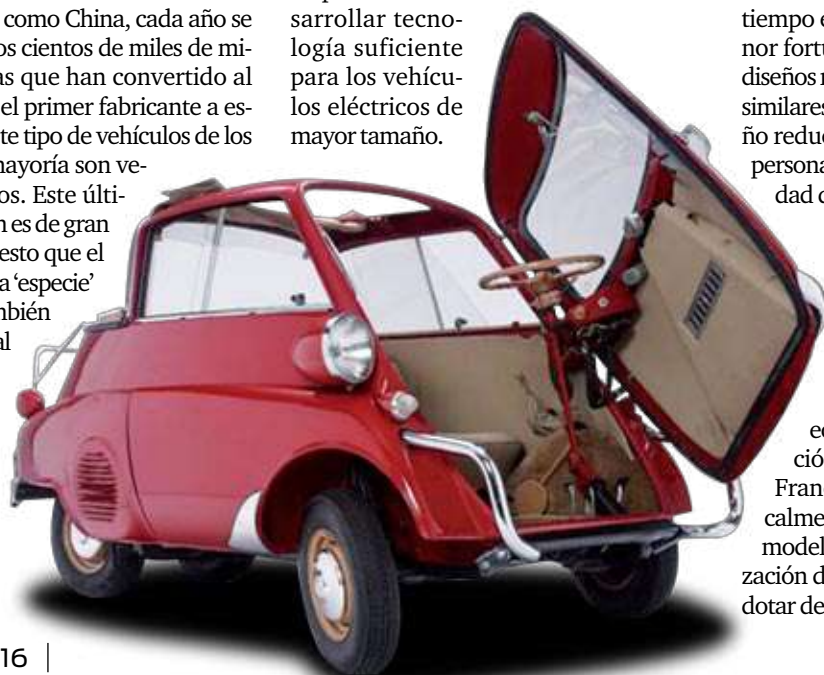 como China, cada año se
os cientos de miles de mi-
as que han convertido al
el primer fabricante a es-
te tipo de vehículos de los
mayoría son ve-
os. Este últi-
n es de gran
esto que el
a ‘especie’
mbién
al
sarrollar tecno-
logía suficiente
para los vehícu-
los eléctricos de
mayor tamaño.
tiempo e
nor fortu
diseños r
similares
ño reduc
persona
dad c
ec
ció
Franc
calme
model
zación d
dotar de
16